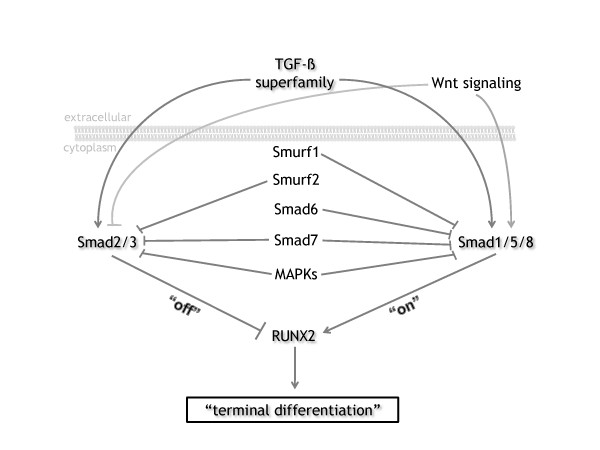 TGF-ß
superfamily
Wnt signaling
extracellular
cytoplasm
Smurf1
Smurf2
Smad6
Smad2/3
Smad7
Smad1/5/8
MAPKs
“off”
“on”
RUNX2
“terminal differentiation”